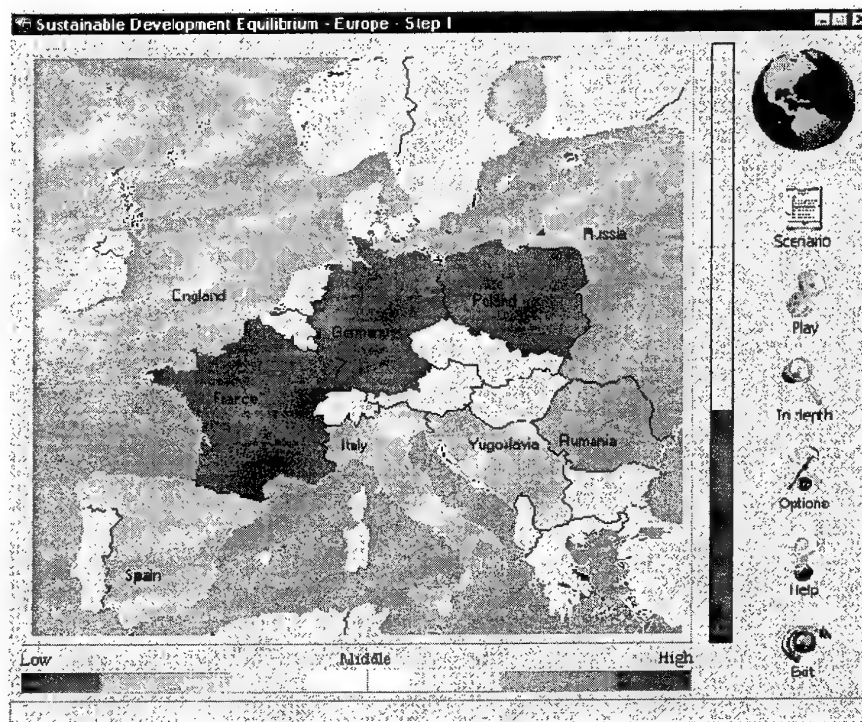 Sustainable Development Equilibrium - Europe - Step I
Russia
Scenario
England
Poland
Germany
Play
France
In depth
Italy
Yugoslavia
Rumania
Options
Spain
Help
Low
Middle
High
Exit